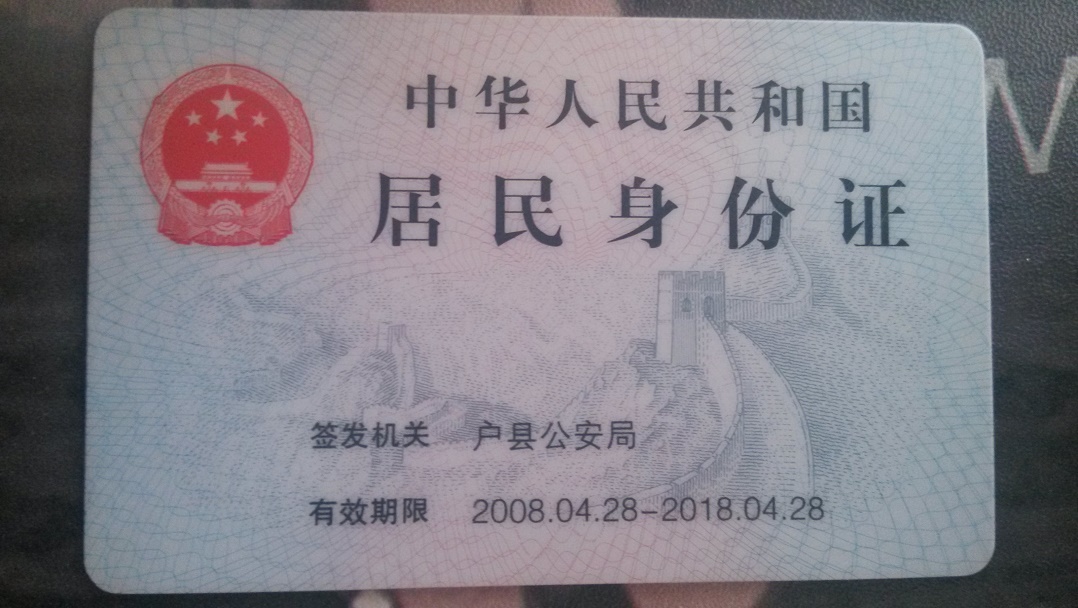 中华人民共和国
居民身份证
签发机关 户县公安局
有效期限 2008.04.28-2018.04.28